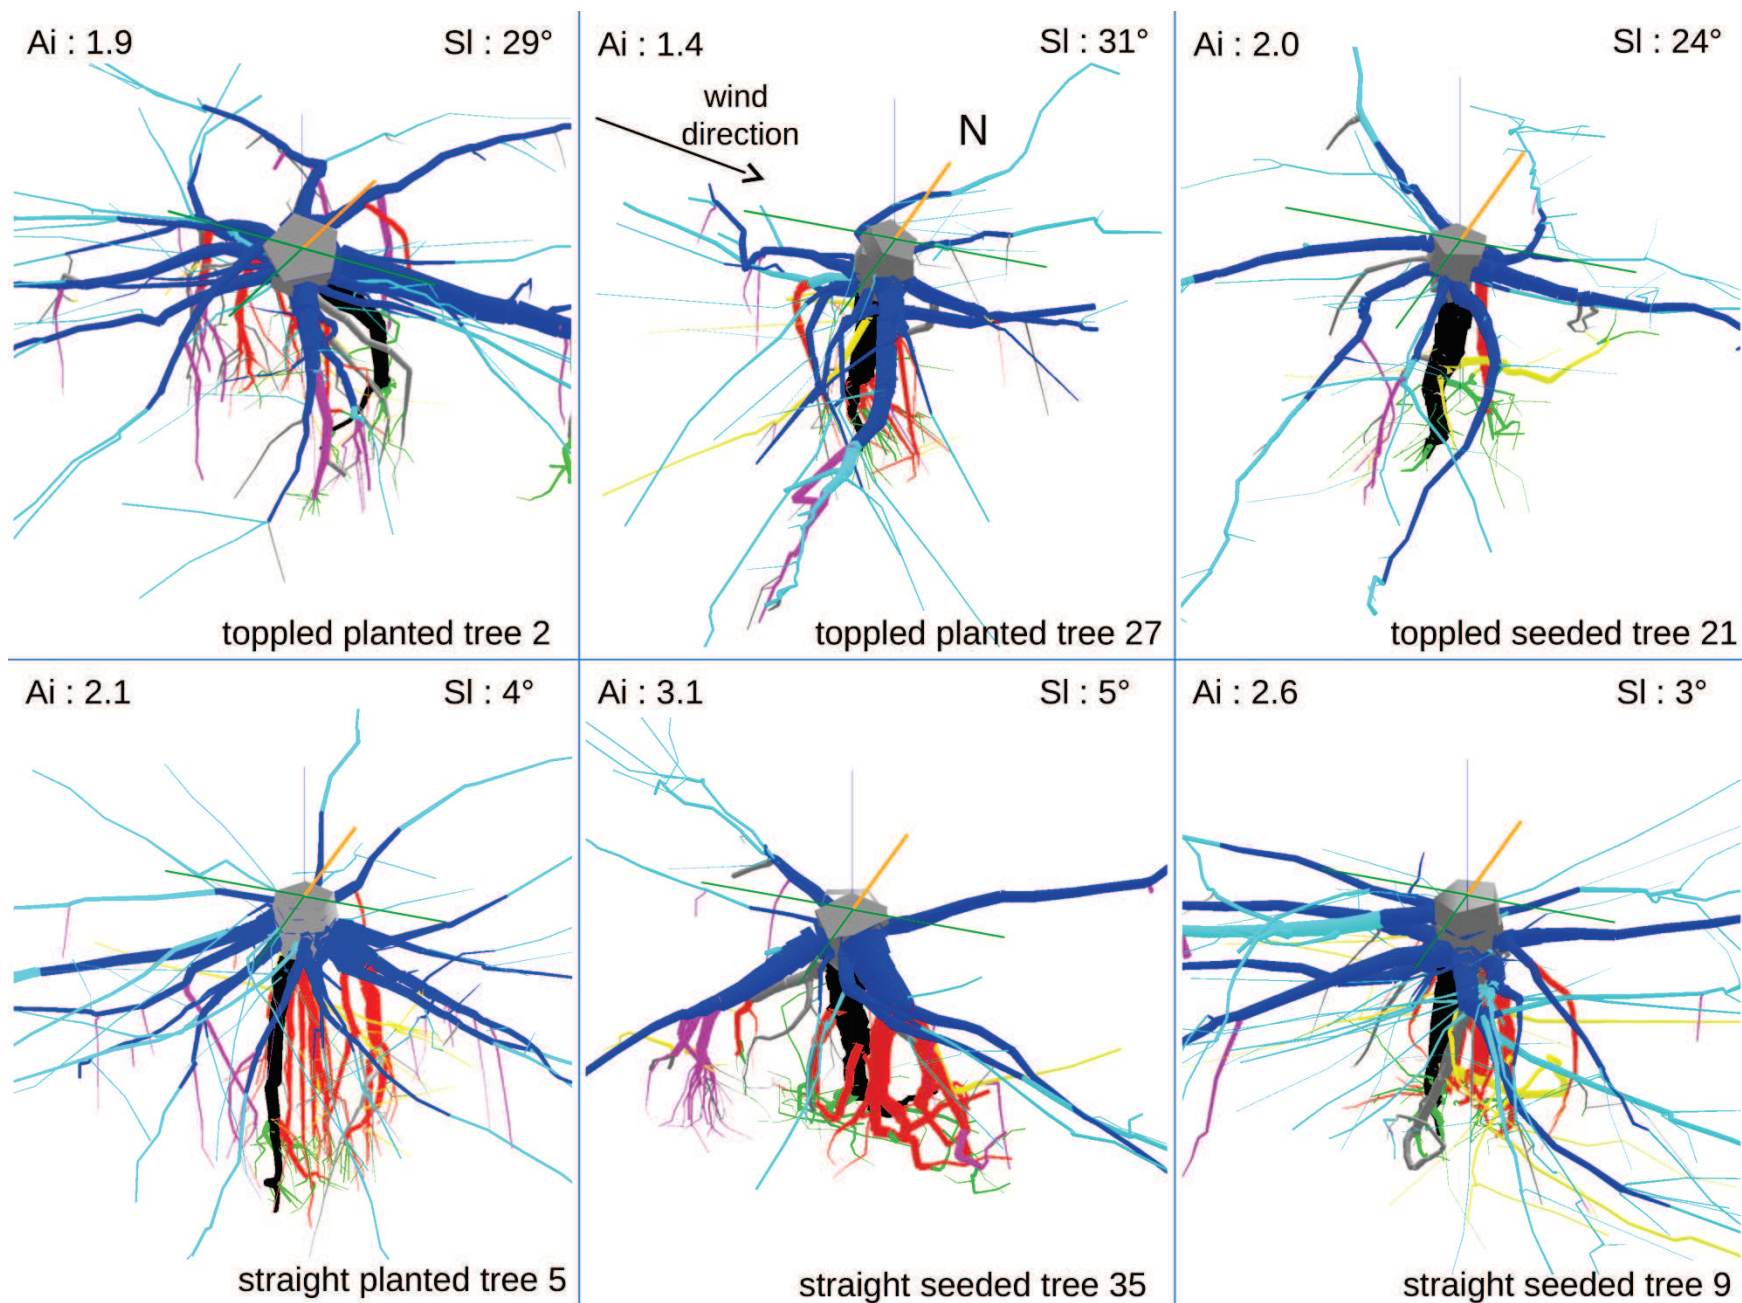 Ai : 1.9
Sl : 29°
toppled planted tree 2
Ai : 1.4
Sl : 31°
wind
direction
N
toppled planted tree 27
Ai : 2.0
Sl : 24°
toppled seeded tree 21
Ai : 2.1
Sl : 4°
straight planted tree 5
Ai : 3.1
Sl : 5°
straight seeded tree 35
Ai : 2.6
Sl : 3°
straight seeded tree 9